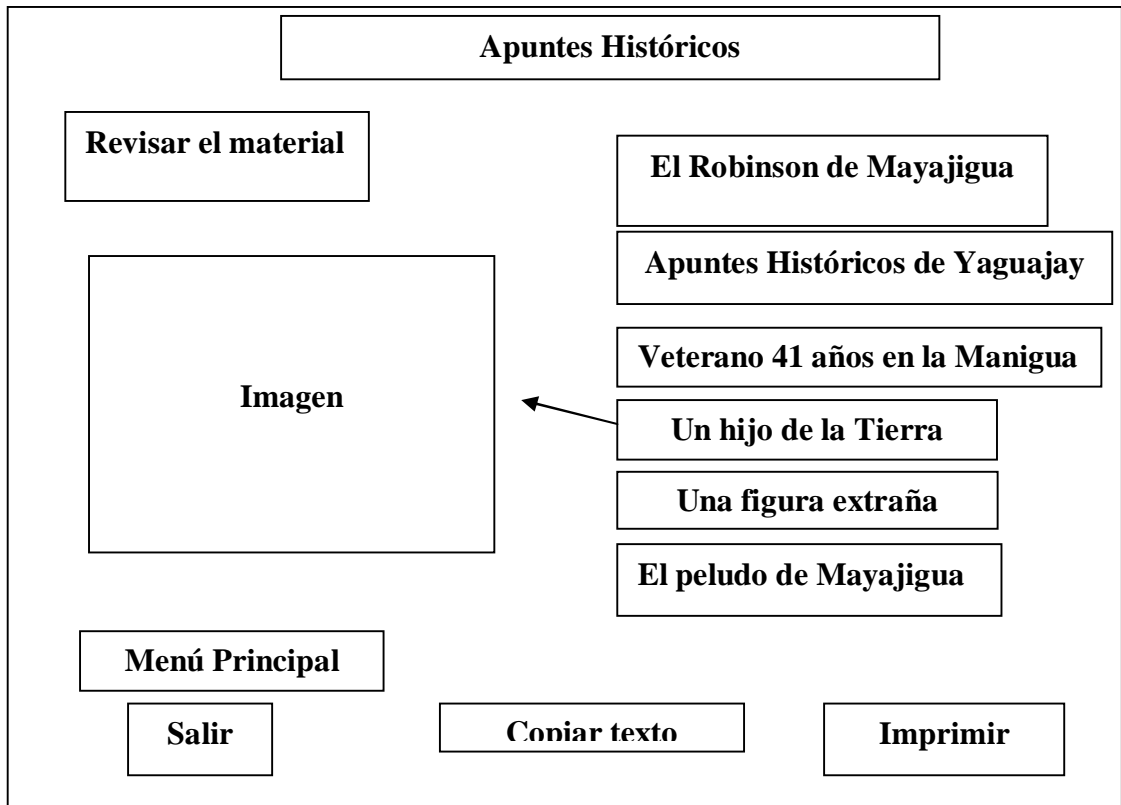 Apuntes Históricos
Revisar el material
El Robinson de Mayajigua
Apuntes Históricos de Yaguajay
Veterano 41 años en la Manigua
Imagen
Un hijo de la Tierra
Una figura extraña
El peludo de Mayajigua
Menú Principal
Salir
Copiar texto
Imprimir